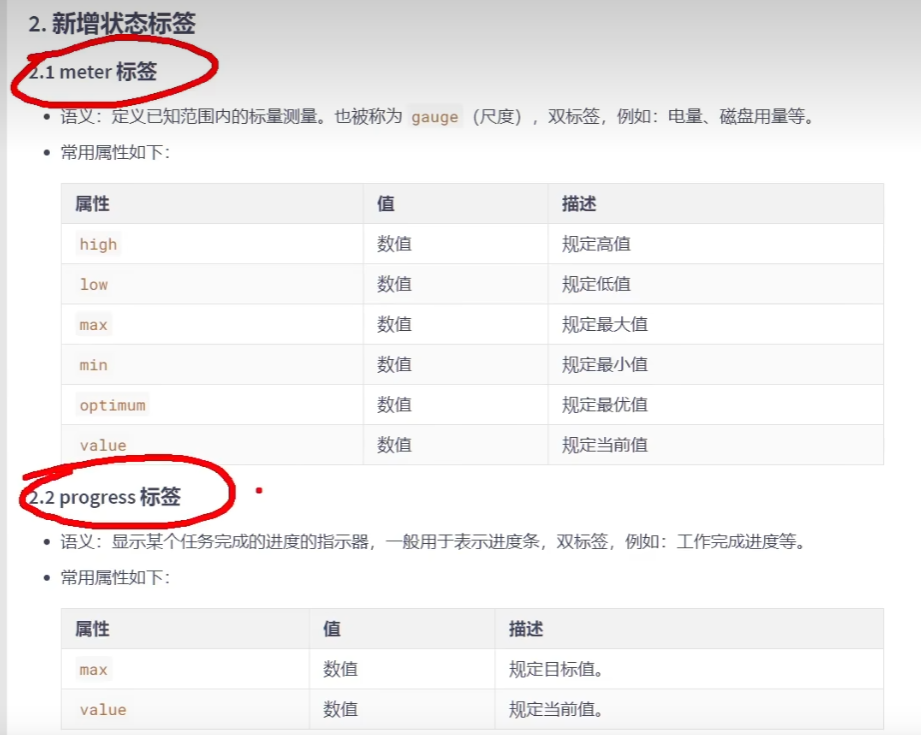 2. 新增状态标签
2.1 meter 标签
• 语义：定义已知范围内的标量测量。也被称为 gauge （尺度），双标签，例如：电量、磁盘用量等。
• 常用属性如下：
属性 值 描述
high 数值 规定高值
low 数值 规定低值
max 数值 规定最大值
min 数值 规定最小值
optimum 数值 规定最优值
value 数值 规定当前值
2.2 progress 标签
• 语义：显示某个任务完成的进度的指示器，一般用于表示进度条，双标签，例如：工作完成进度等。
• 常用属性如下：
属性 值 描述
max 数值 规定目标值。
value 数值 规定当前值。